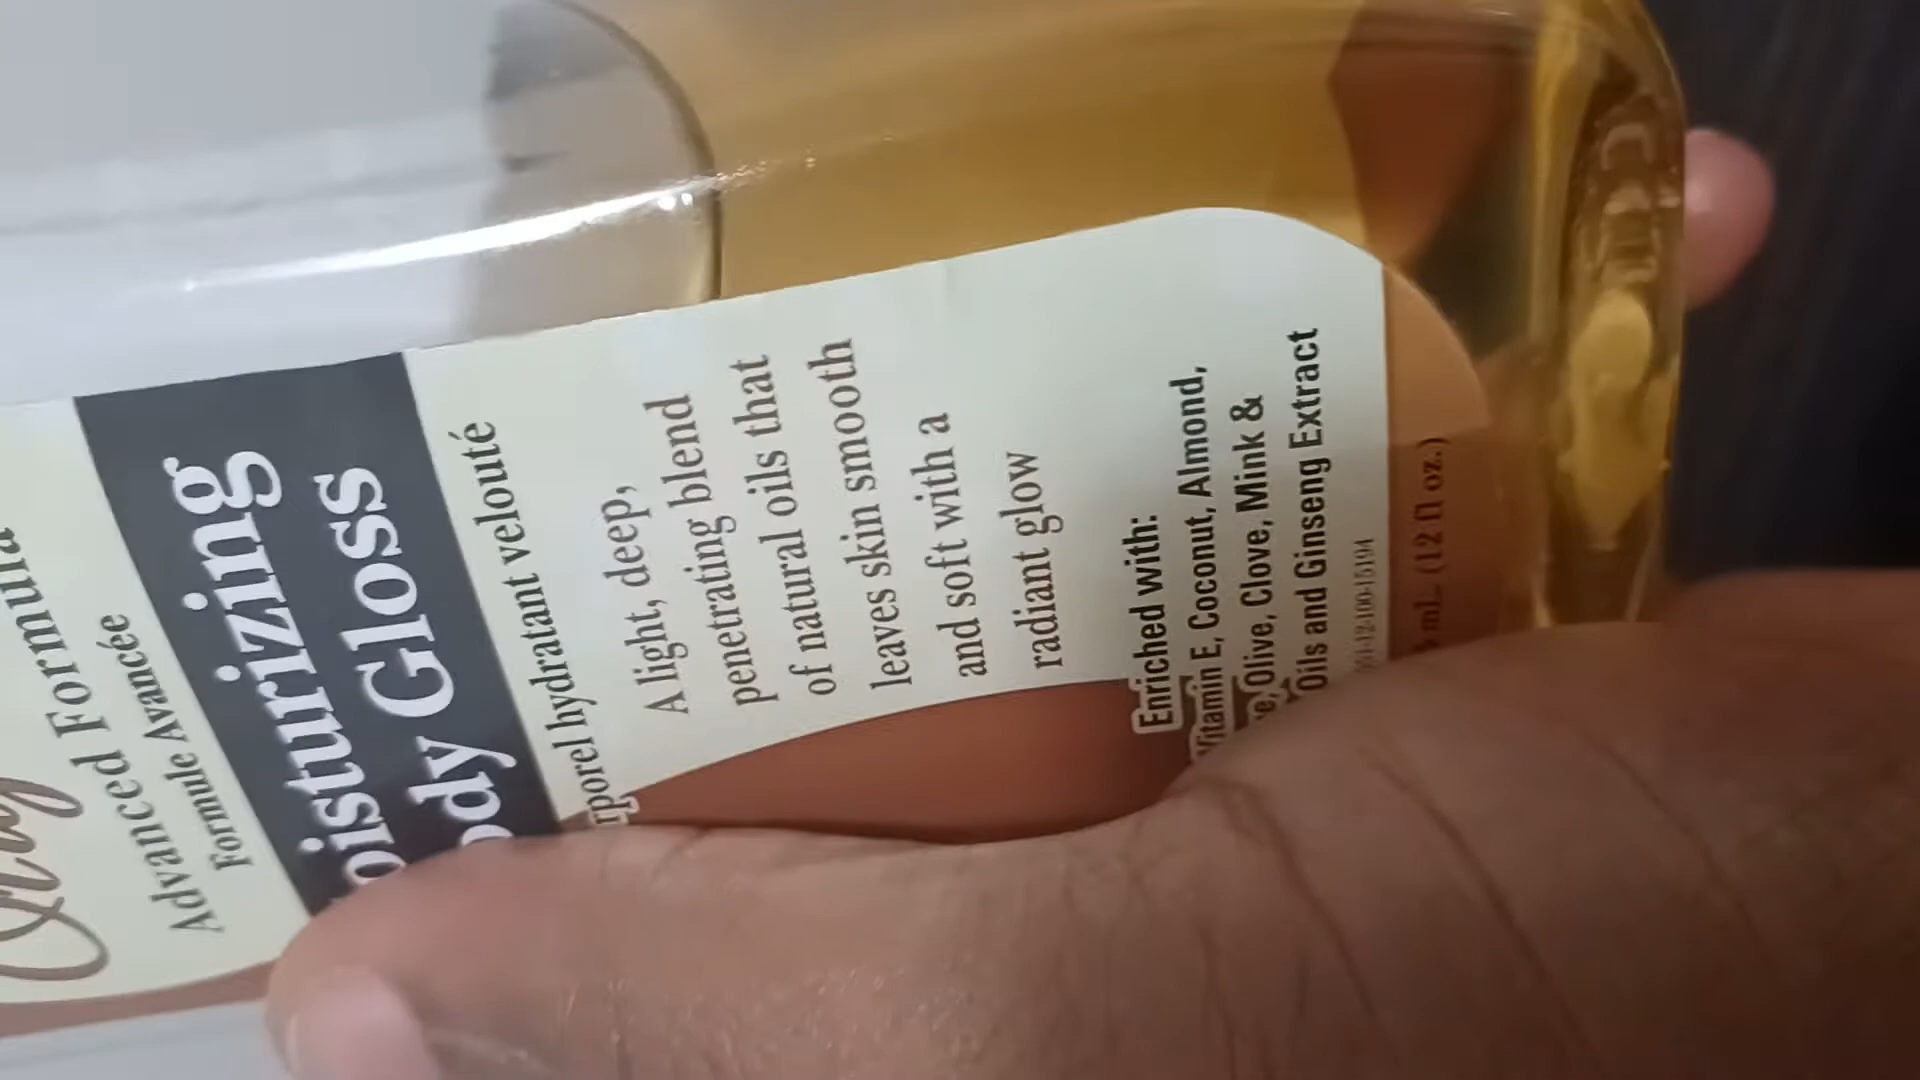 Advanced Formula
Formule Avancée
oisturizing
ody Gloss
rporel hydratant velouté
A light, deep,
penetrating blend
of natural oils that
leaves skin smooth
and soft with a
radiant glow
Enriched with:
Vitamin E, Coconut, Almond,
Olive, Clove, Mink &
Oils and Ginseng Extract
mL. (12 fl oz.)